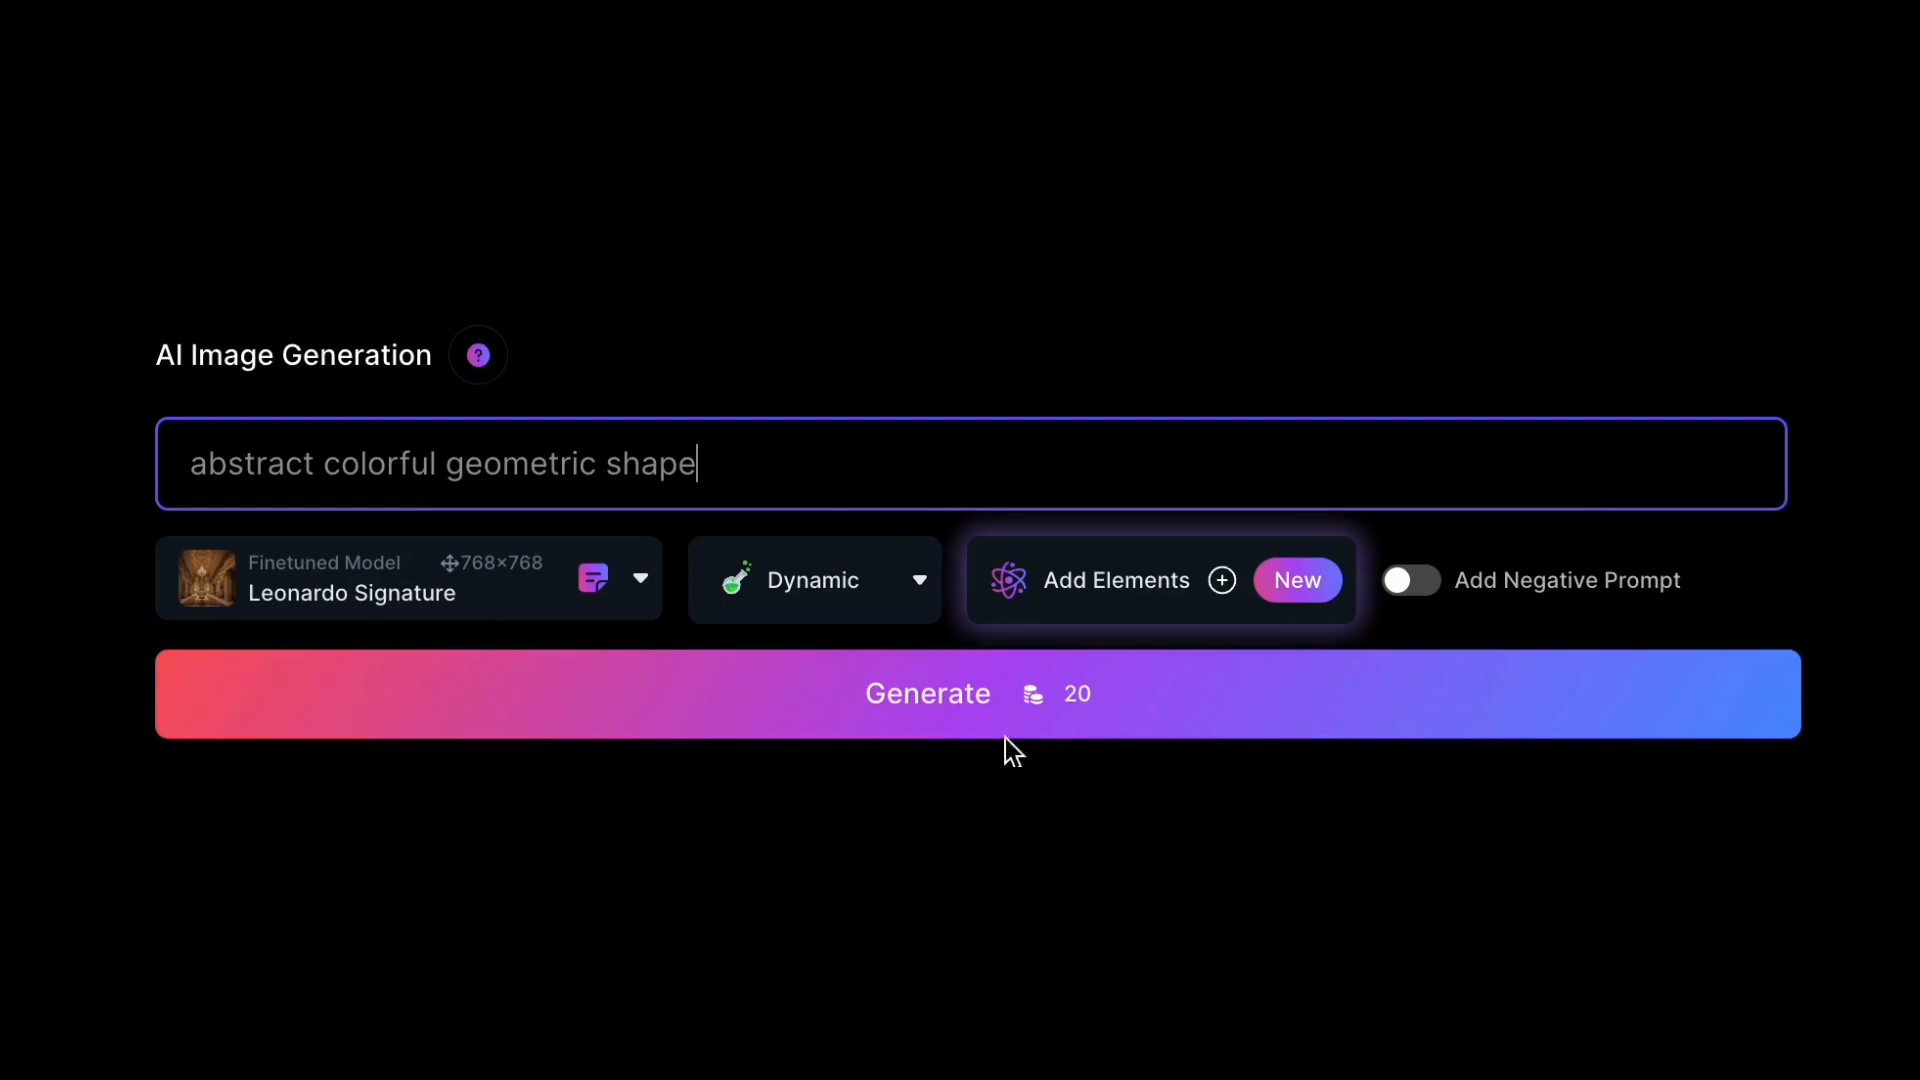 AI Image Generation ?
abstract colorful geometric shape
Finetuned Model 768×768
Leonardo Signature
Dynamic
Add Elements
New
Add Negative Prompt
Generate 20